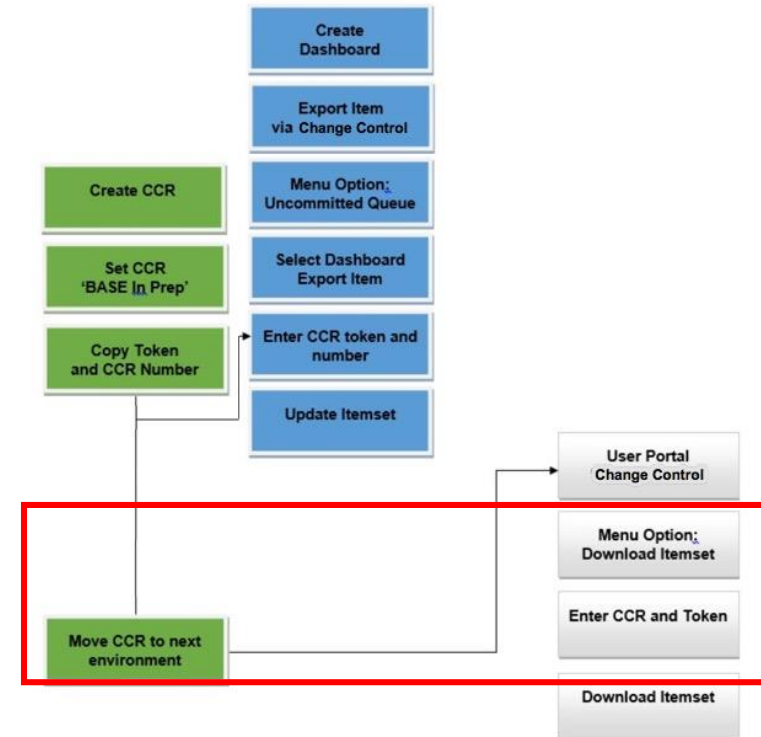 Create
Dashboard
Export Item
via Change Control
Menu Option;
Uncommitted Queue
Select Dashboard
Export Item
Enter CCR token and
number
Update Itemset
Create CCR
Set CCR
‘BASE In Prep’
Copy Token
and CCR Number
Move CCR to next
environment
User Portal
Change Control
Menu Option;
Download Itemset
Enter CCR and Token
Download Itemset